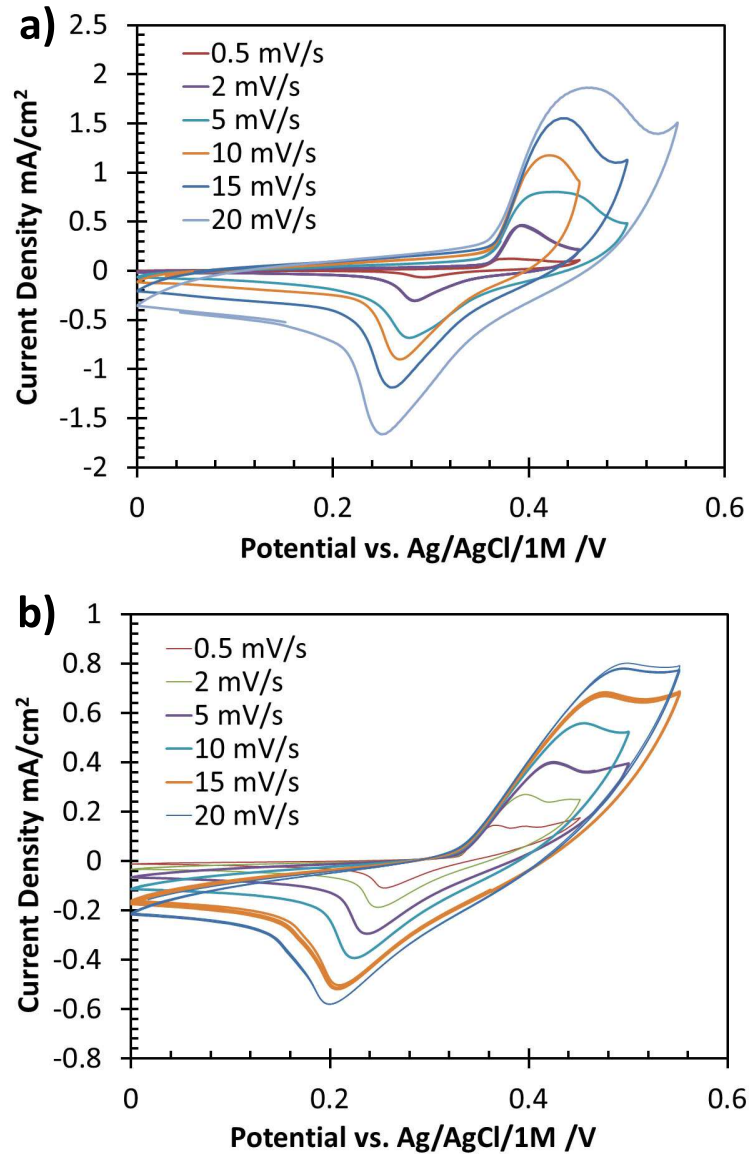 a)
2.5
2
1.5
1
0.5
0
-0.5
-1
-1.5
-2
Current Density mA/cm²
0.5 mV/s
2 mV/s
5 mV/s
10 mV/s
15 mV/s
20 mV/s
0 0.2 0.4 0.6
Potential vs. Ag/AgCl/1M /V
b)
1
0.8
0.6
0.4
0.2
0
-0.2
-0.4
-0.6
-0.8
Current Density mA/cm²
0.5 mV/s
2 mV/s
5 mV/s
10 mV/s
15 mV/s
20 mV/s
0 0.2 0.4 0.6
Potential vs. Ag/AgCl/1M /V